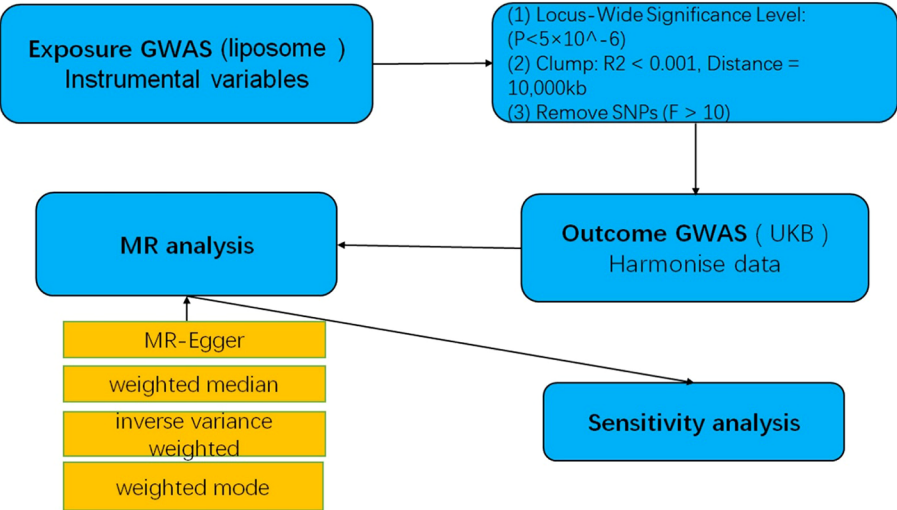 Exposure GWAS (liposome )
Instrumental variables
(1) Locus-Wide Significance Level:
(P<5×10^-6)
(2) Clump: R2 < 0.001, Distance =
10,000kb
(3) Remove SNPs (F > 10)
Outcome GWAS ( UKB )
Harmonise data
MR analysis
MR-Egger
weighted median
inverse variance
weighted
weighted mode
Sensitivity analysis